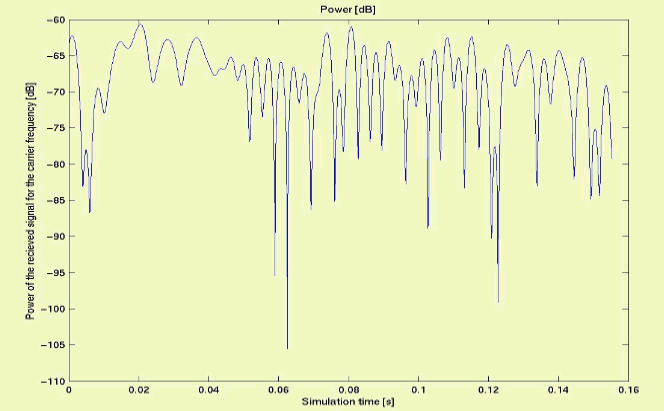 Power [dB]
Power of the recieved signal for the carrier frequency [dB]
−60
−65
−70
−75
−80
−85
−90
−95
−100
−105
−110
0 0.02 0.04 0.06 0.08 0.1 0.12 0.14 0.16
Simulation time [s]